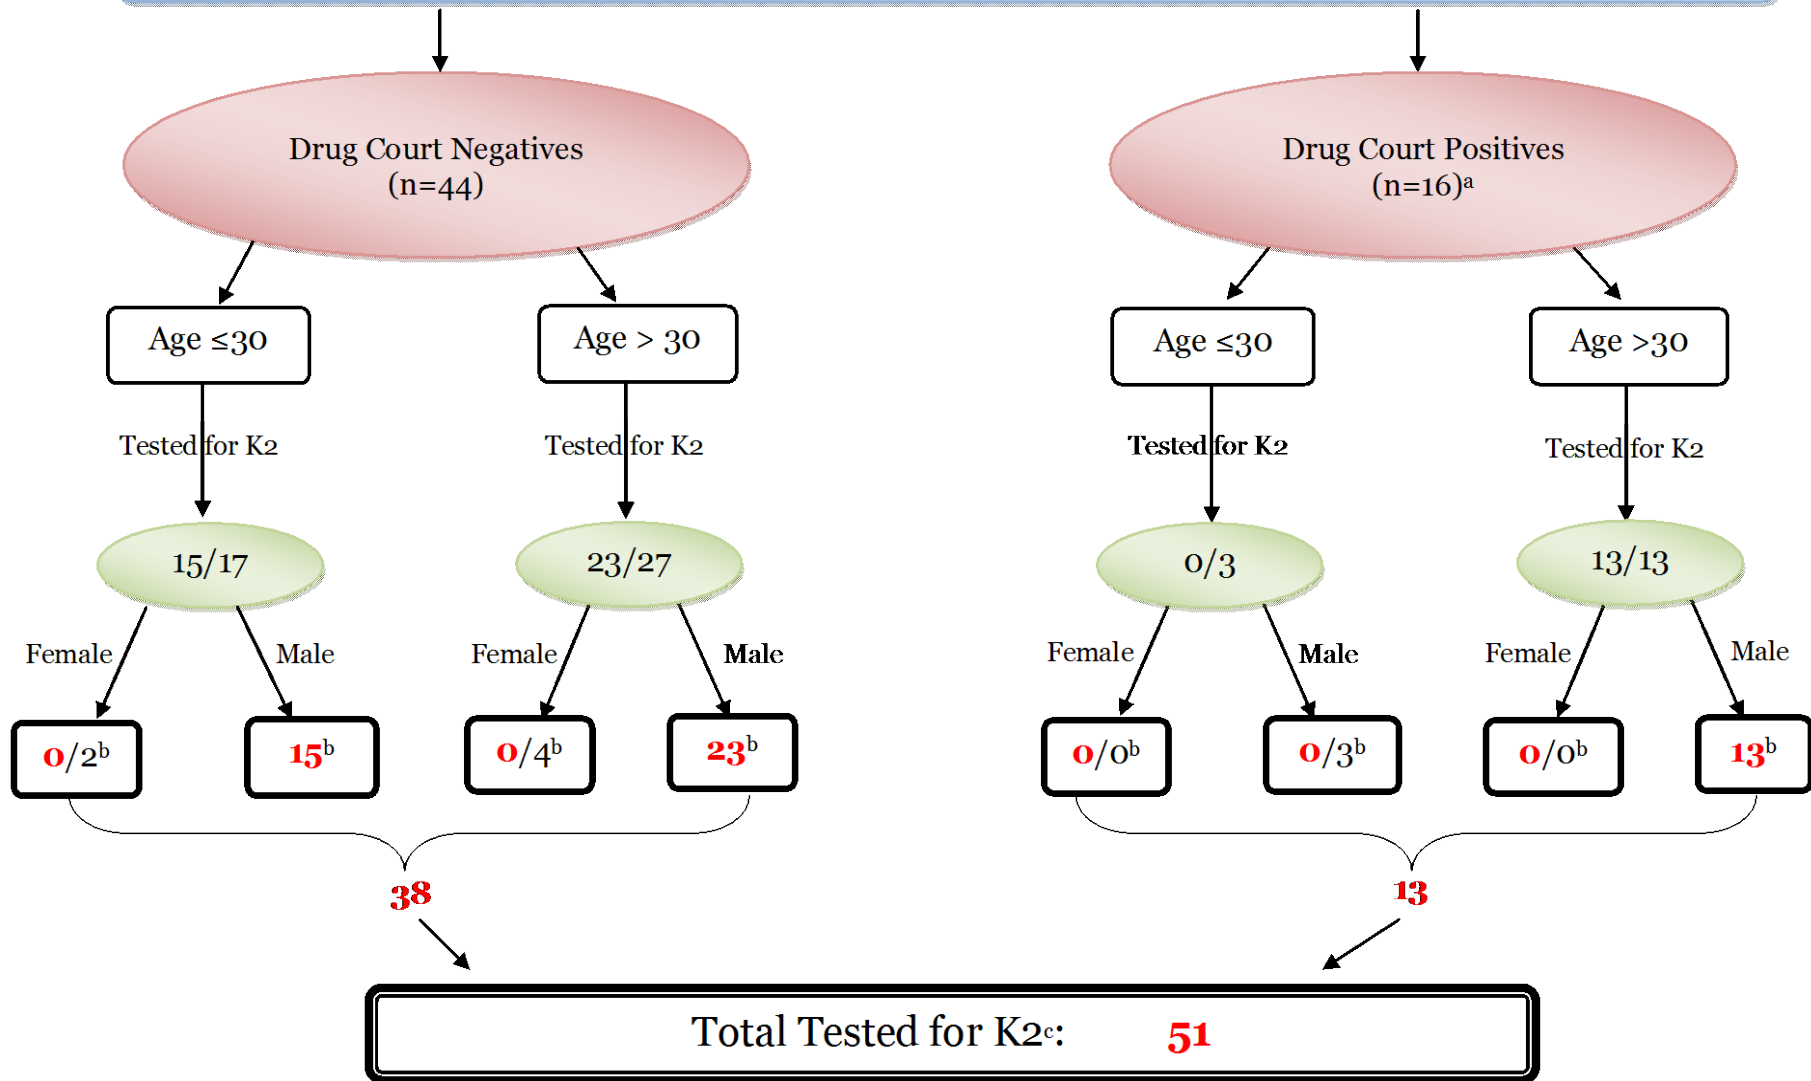 Drug Court Negatives
(n=44)
Drug Court Positives
(n=16)ᵃ
Age ≤30
Age > 30
Age ≤30
Age >30
Tested for K2
Tested for K2
Tested for K2
Tested for K2
15/17
23/27
0/3
13/13
Female
Male
Female
Male
Female
Male
Female
Male
0/2ᵇ
15ᵇ
0/4ᵇ
23ᵇ
0/0ᵇ
0/3ᵇ
0/0ᵇ
13ᵇ
38
13
Total Tested for K2ᶜ: 51